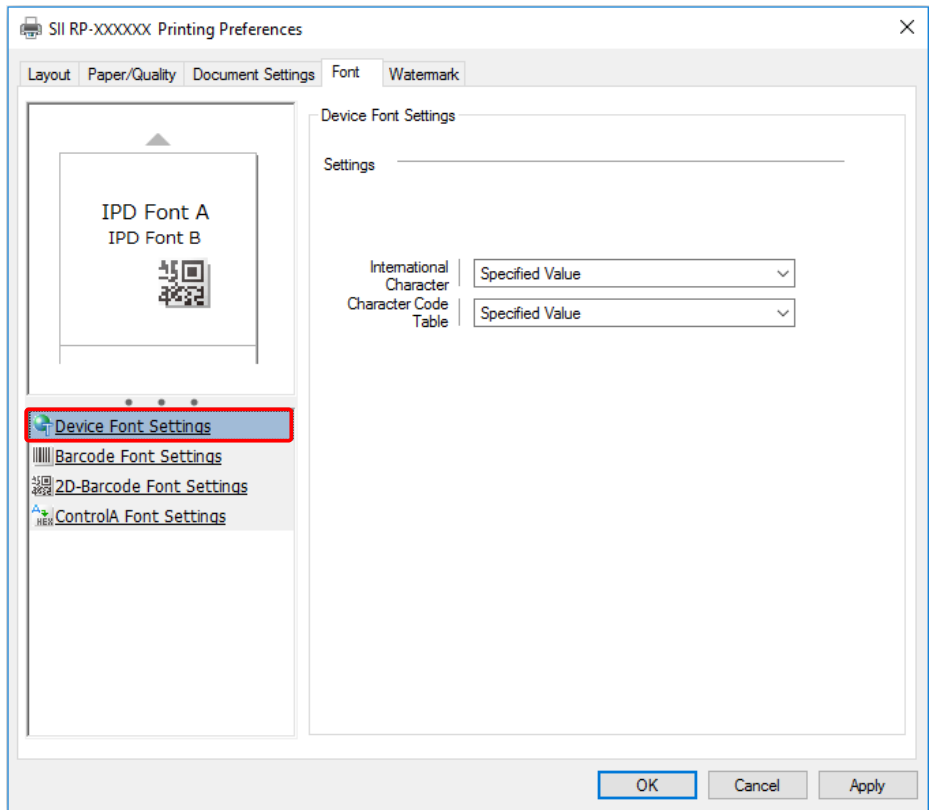 SII RP-XXXXXX Printing Preferences
Layout Paper/Quality Document Settings Font Watermark
IPD Font A
IPD Font B
Device Font Settings
Barcode Font Settings
2D-Barcode Font Settings
A
HEX
ControlA Font Settings
Device Font Settings
Settings
International
Character
Specified Value
Character Code
Table
Specified Value
OK Cancel Apply